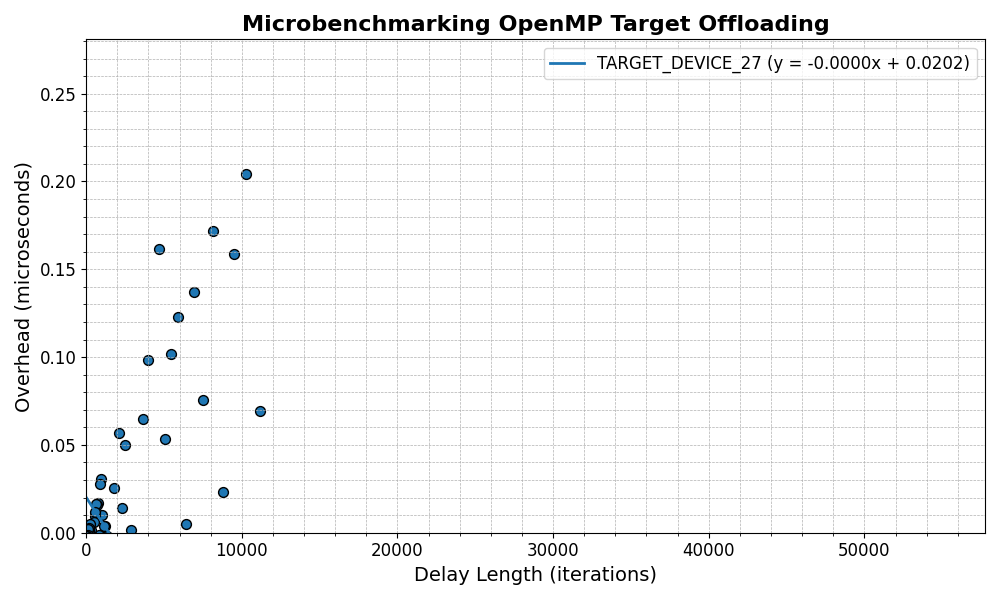 Microbenchmarking OpenMP Target Offloading
TARGET_DEVICE_27 (y = -0.0000x + 0.0202)
Overhead (microseconds)
0.25
0.20
0.15
0.10
0.05
0.00
0 10000 20000 30000 40000 50000
Delay Length (iterations)